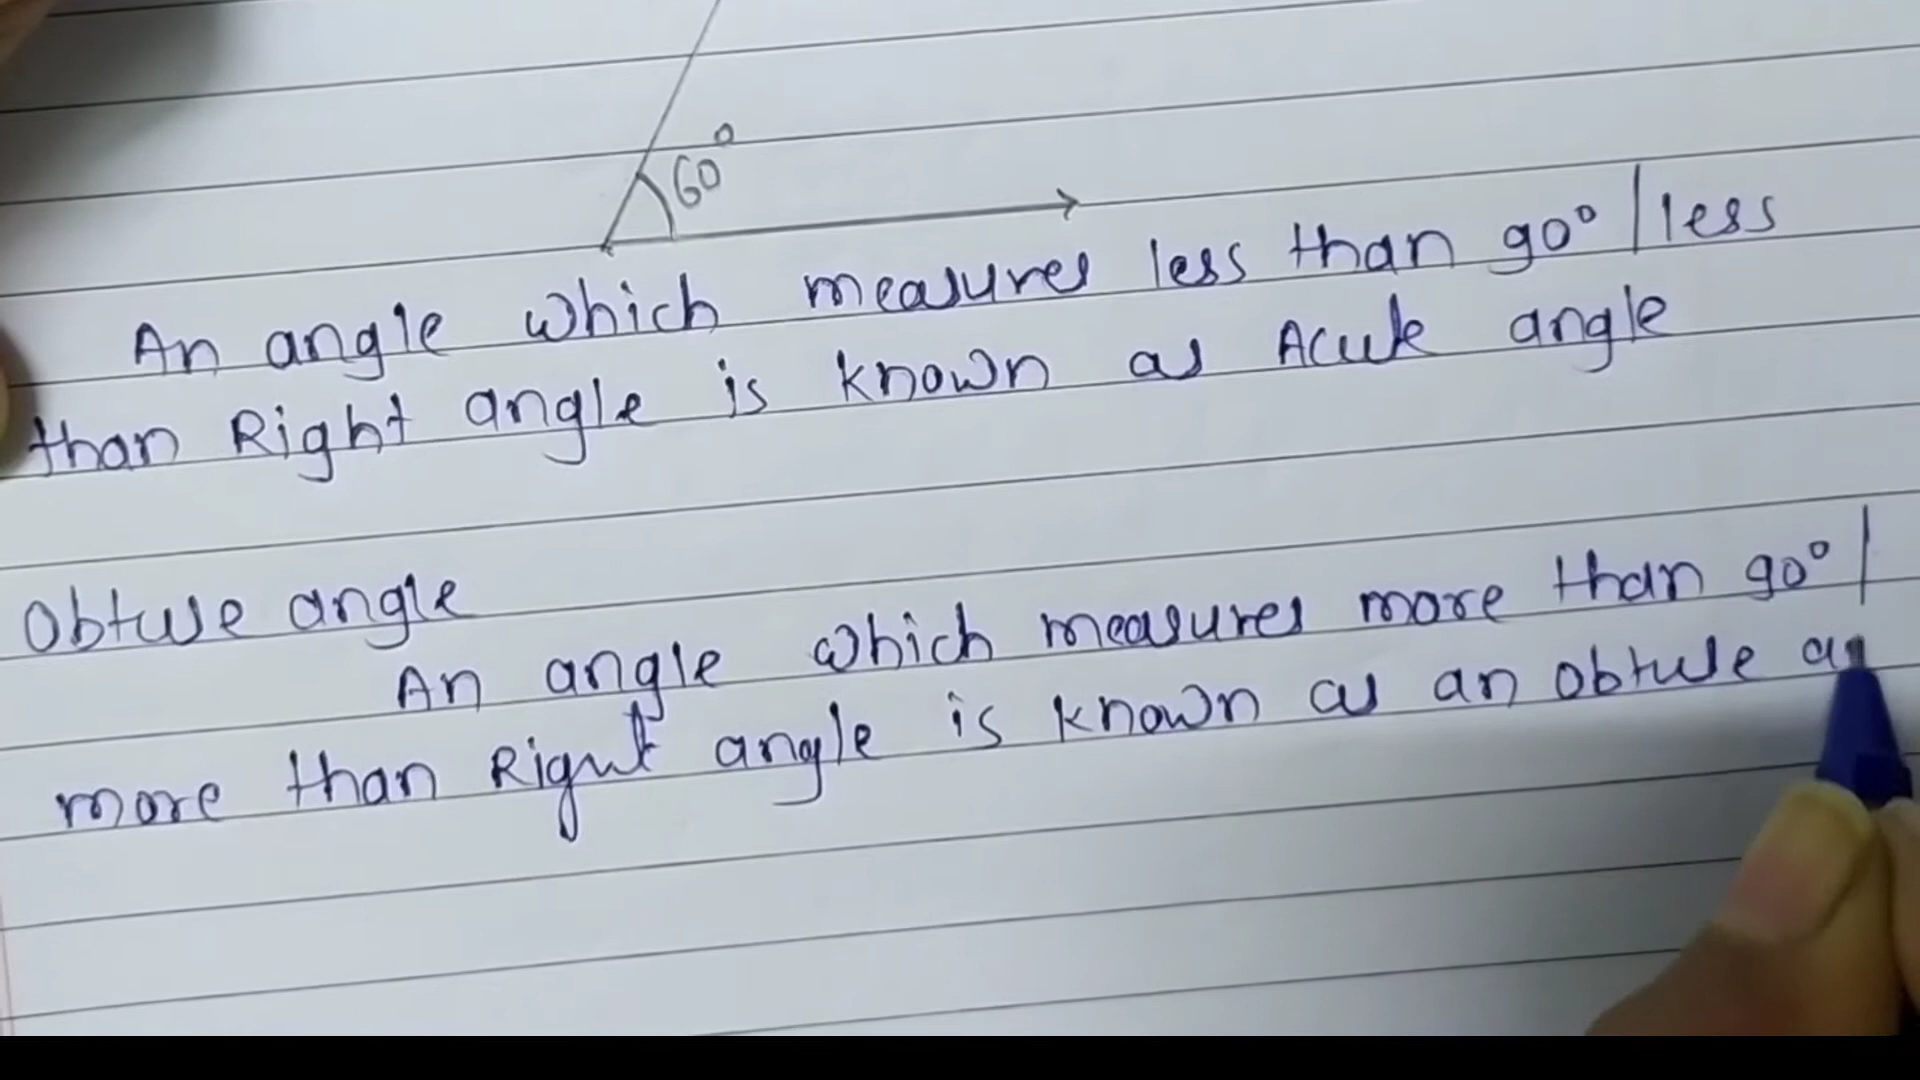 60°
An angle which measures less than 90° / less
than Right angle is known as Acute angle
Obtuse angle
An angle which measures more than 90° /
more than Right angle is known as an obtuse